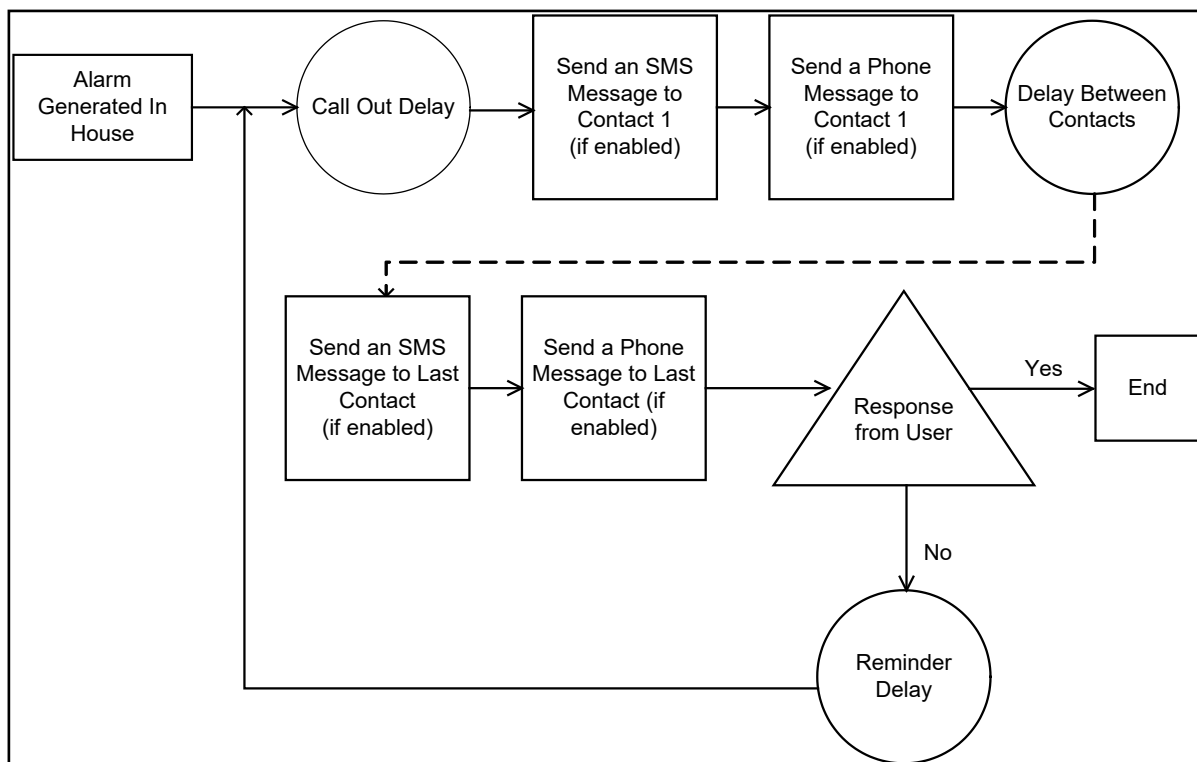 Alarm
Generated In
House
Call Out Delay
Send an SMS
Message to
Contact 1
(if enabled)
Send a Phone
Message to
Contact 1
(if enabled)
Delay Between
Contacts
Send an SMS
Message to Last
Contact
(if enabled)
Send a Phone
Message to Last
Contact (if
enabled)
Response
from User
Yes
End
No
Reminder
Delay